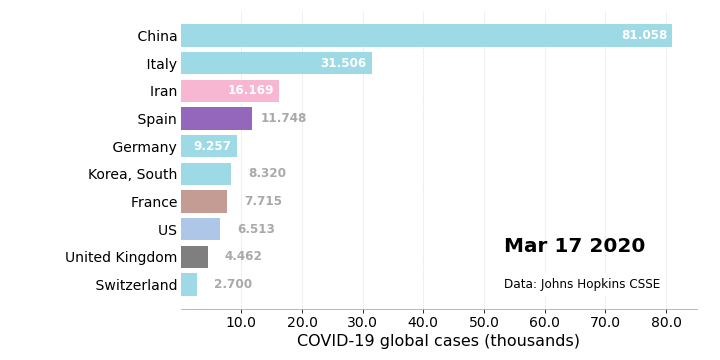 China 81.058
Italy 31.506
Iran 16.169
Spain 11.748
Germany 9.257
Korea, South 8.320
France 7.715
US 6.513
United Kingdom 4.462
Switzerland 2.700
Mar 17 2020
Data: Johns Hopkins CSSE
10.0 20.0 30.0 40.0 50.0 60.0 70.0 80.0
COVID-19 global cases (thousands)